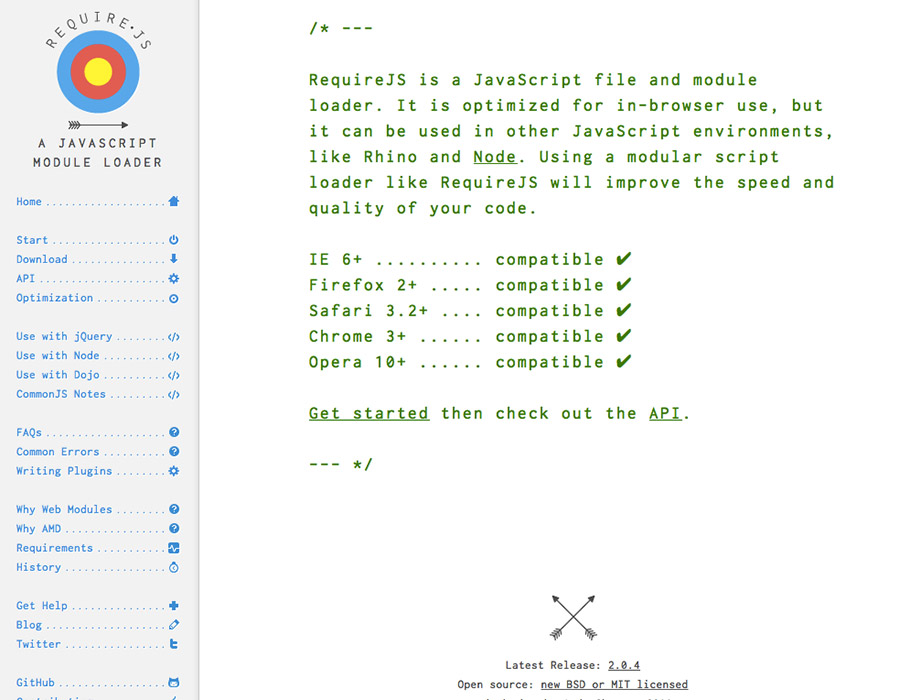 REQUIRE·JS
A JAVASCRIPT
MODULE LOADER
Home ...................
Start ..................
Download ...............
API ....................
Optimization ...........
Use with jQuery ........
Use with Node ..........
Use with Dojo ..........
CommonJS Notes .........
FAQs ...................
Common Errors ..........
Writing Plugins ........
Why Web Modules ........
Why AMD ................
Requirements ...........
History ................
Get Help ...............
Blog ...................
Twitter ................
GitHub .................
/* ---
RequireJS is a JavaScript file and module
loader. It is optimized for in-browser use, but
it can be used in other JavaScript environments,
like Rhino and Node. Using a modular script
loader like RequireJS will improve the speed and
quality of your code.
IE 6+ .......... compatible ✔
Firefox 2+ ..... compatible ✔
Safari 3.2+ .... compatible ✔
Chrome 3+ ...... compatible ✔
Opera 10+ ...... compatible ✔
Get started then check out the API.
--- */
Latest Release: 2.0.4
Open source: new BSD or MIT licensed